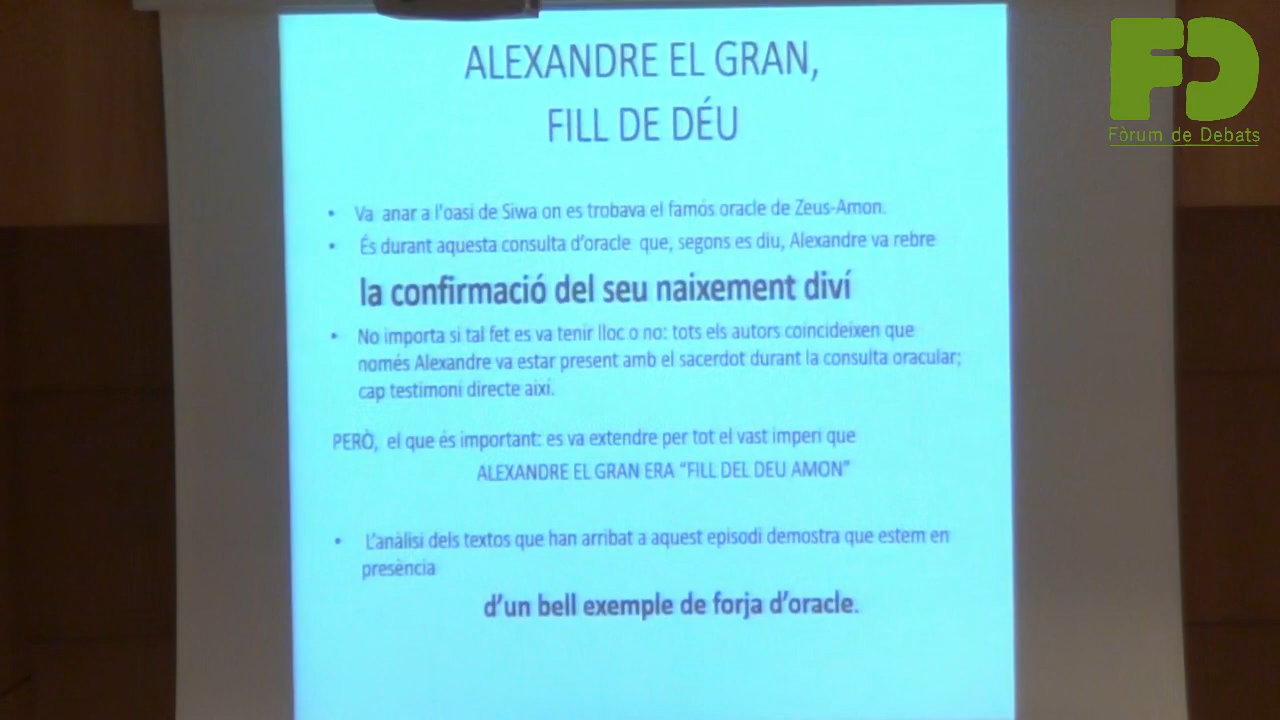 ALEXANDRE EL GRAN,
FILL DE DÉU
• Va anar a l'oasi de Siwa on es trobava el famós oracle de Zeus-Amon.
• És durant aquesta consulta d'oracle que, segons es diu, Alexandre va rebre
la confirmació del seu naixement diví
• No importa si tal fet es va tenir lloc o no: tots els autors coincideixen que
només Alexandre va estar present amb el sacerdot durant la consulta oracular;
cap testimoni directe així.
PERÒ, el que és important: es va extendre per tot el vast imperi que
ALEXANDRE EL GRAN ERA “FILL DEL DEU AMON”
• L'anàlisi dels textos que han arribat a aquest episodi demostra que estem en
presència
d'un bell exemple de forja d'oracle.
FD
Fòrum de Debats